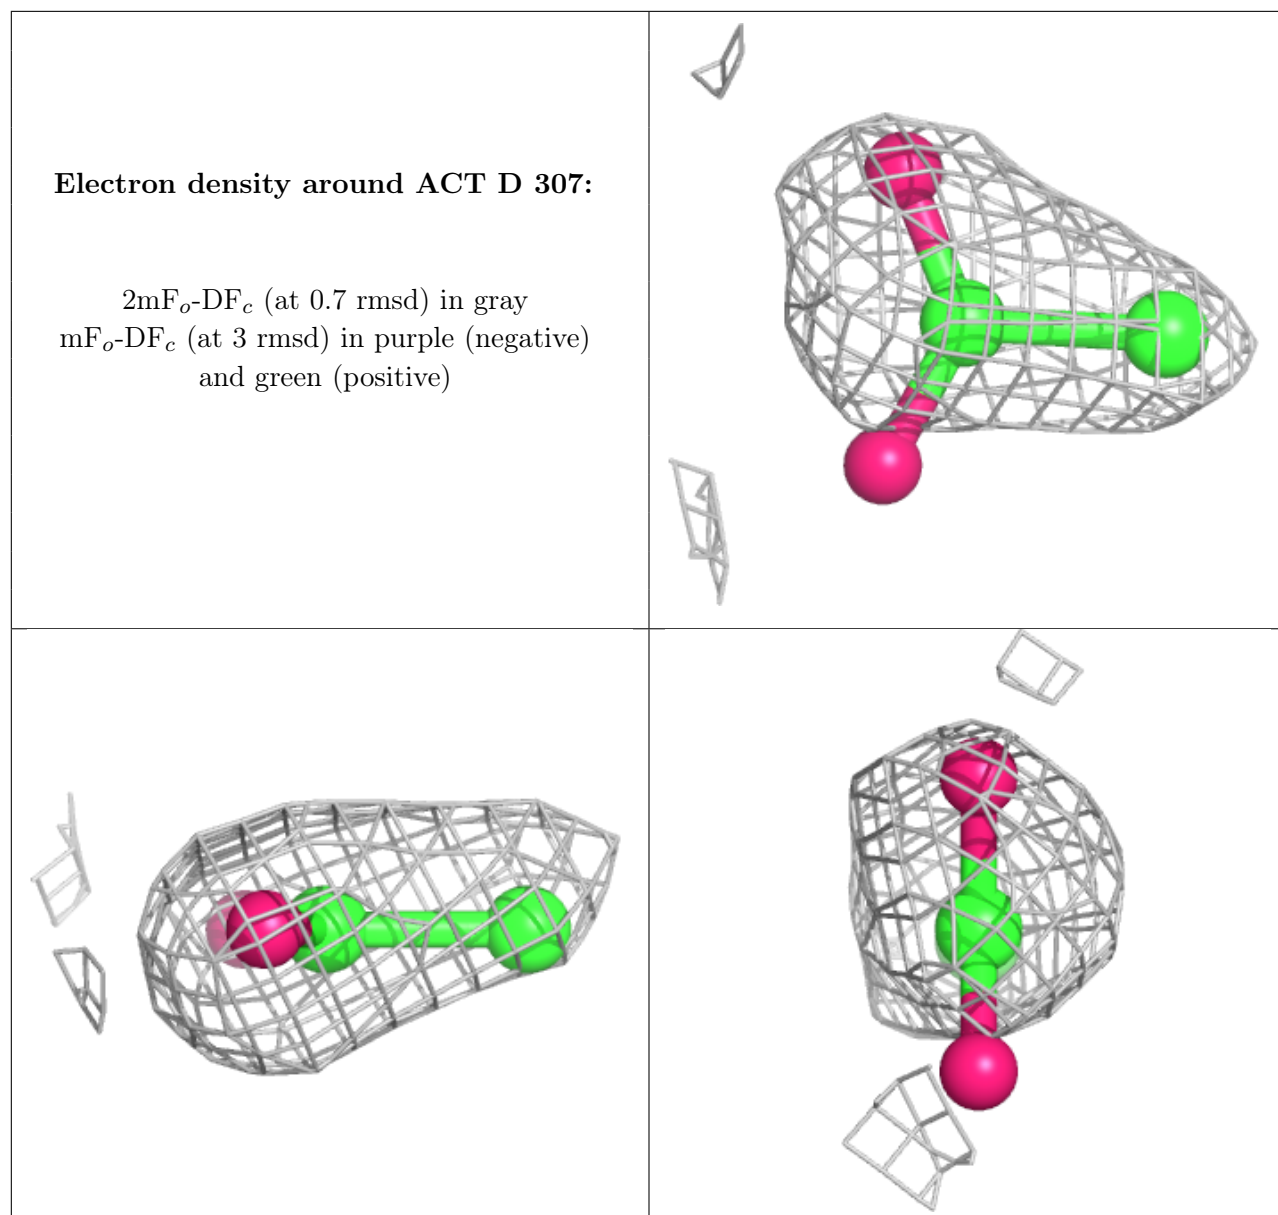 Electron density around ACT D 307:
2mFo-DFc (at 0.7 rmsd) in gray
mFo-DFc (at 3 rmsd) in purple (negative)
and green (positive)